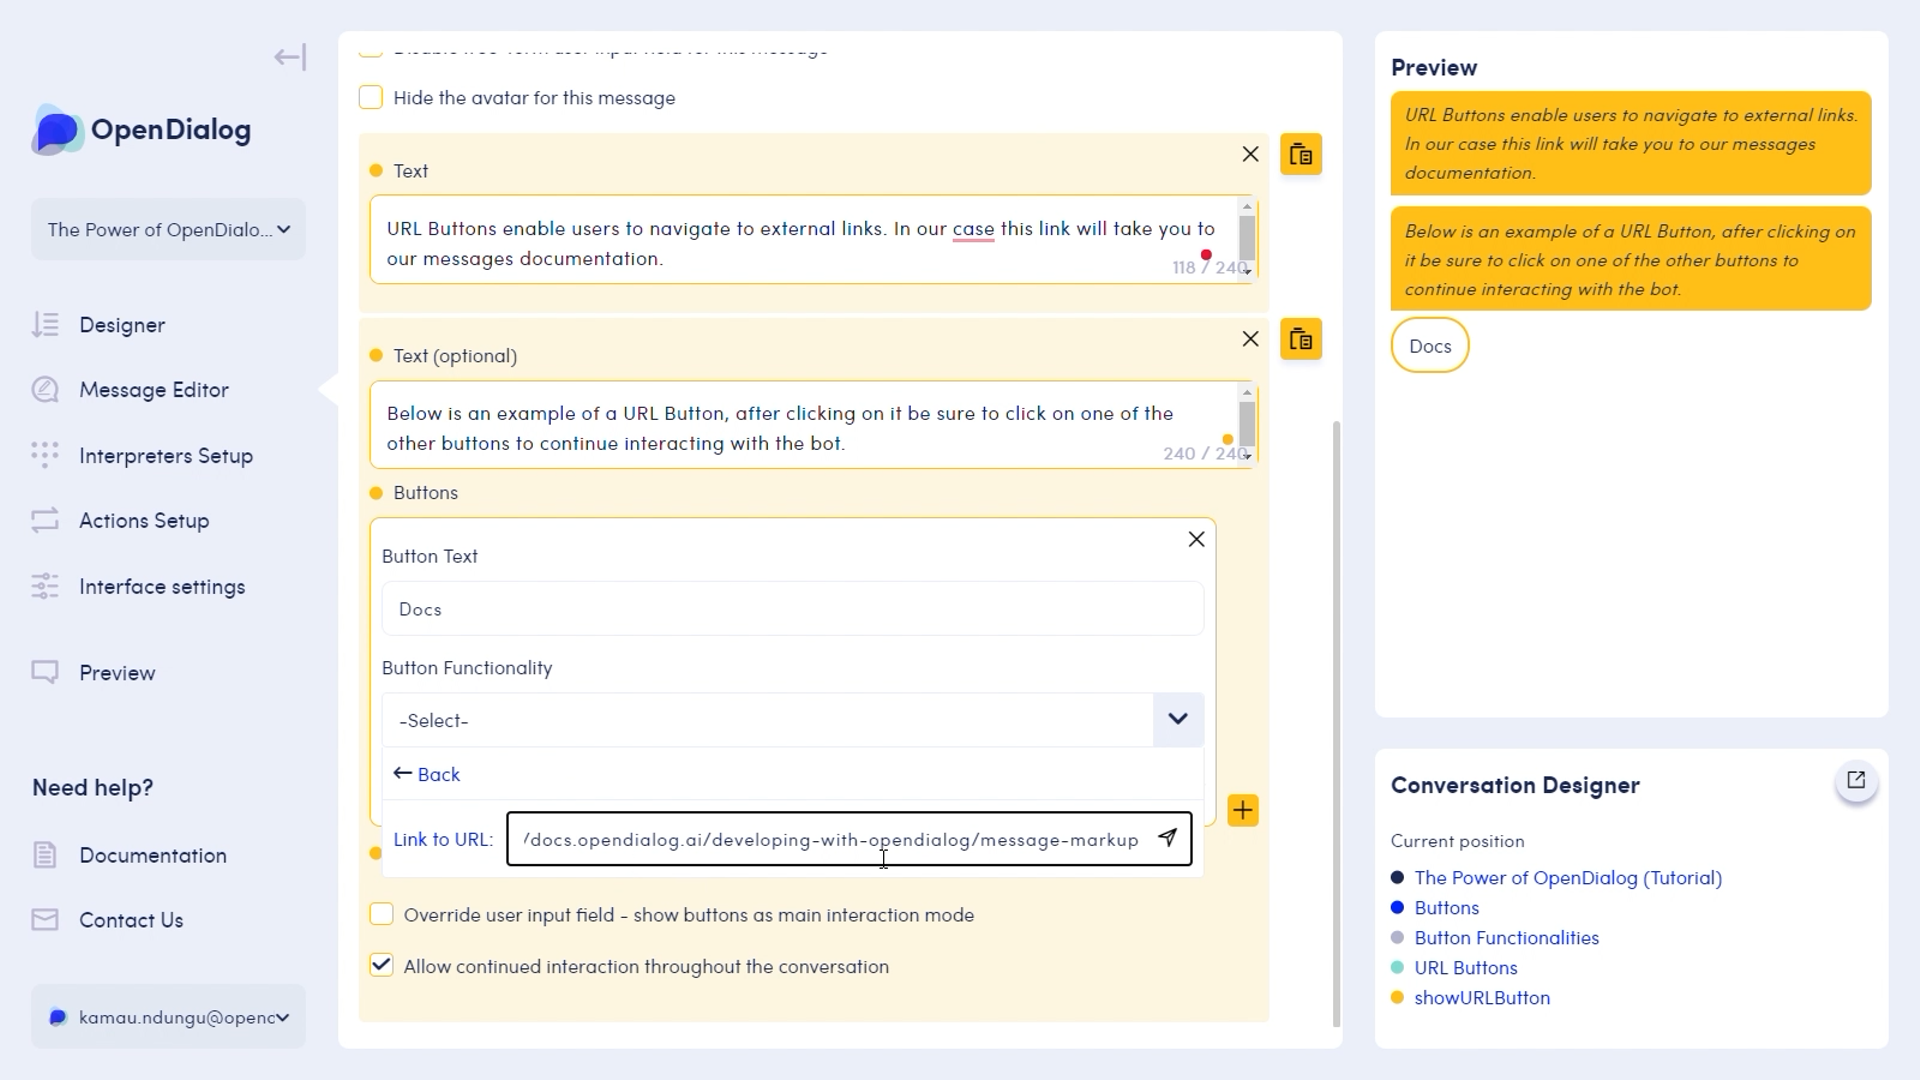 OpenDialog
The Power of OpenDialo...
Designer
Message Editor
Interpreters Setup
Actions Setup
Interface settings
Preview
Need help?
Documentation
Contact Us
kamau.ndungu@openc
Hide the avatar for this message
Text
URL Buttons enable users to navigate to external links. In our case this link will take you to
our messages documentation.
118 / 240
Text (optional)
Below is an example of a URL Button, after clicking on it be sure to click on one of the
other buttons to continue interacting with the bot.
240 / 240
Buttons
Button Text
Docs
Button Functionality
-Select-
Back
Link to URL: /docs.opendialog.ai/developing-with-opendialog/message-markup
Override user input field - show buttons as main interaction mode
Allow continued interaction throughout the conversation
Preview
URL Buttons enable users to navigate to external links.
In our case this link will take you to our messages
documentation.
Below is an example of a URL Button, after clicking on
it be sure to click on one of the other buttons to
continue interacting with the bot.
Docs
Conversation Designer
Current position
The Power of OpenDialog (Tutorial)
Buttons
Button Functionalities
URL Buttons
showURLButton